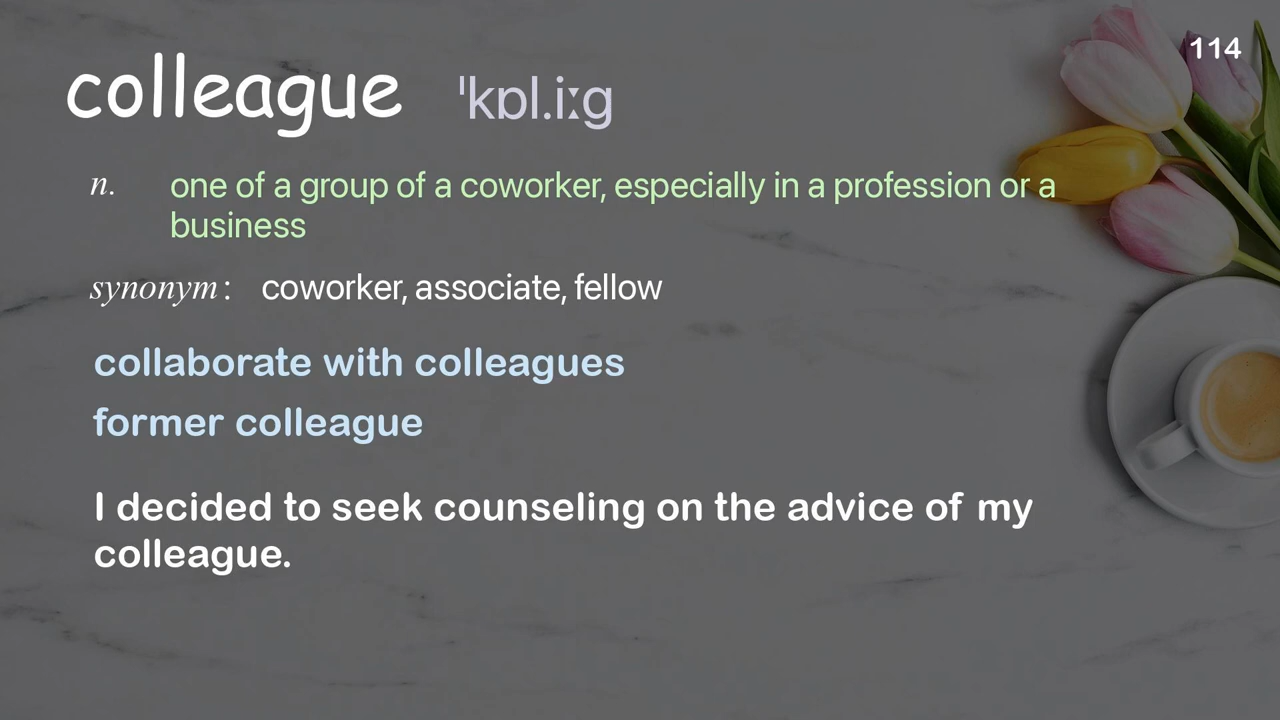 114
colleague ˈkɒl.iːɡ
n. one of a group of a coworker, especially in a profession or a
business
synonym: coworker, associate, fellow
collaborate with colleagues
former colleague
I decided to seek counseling on the advice of my
colleague.